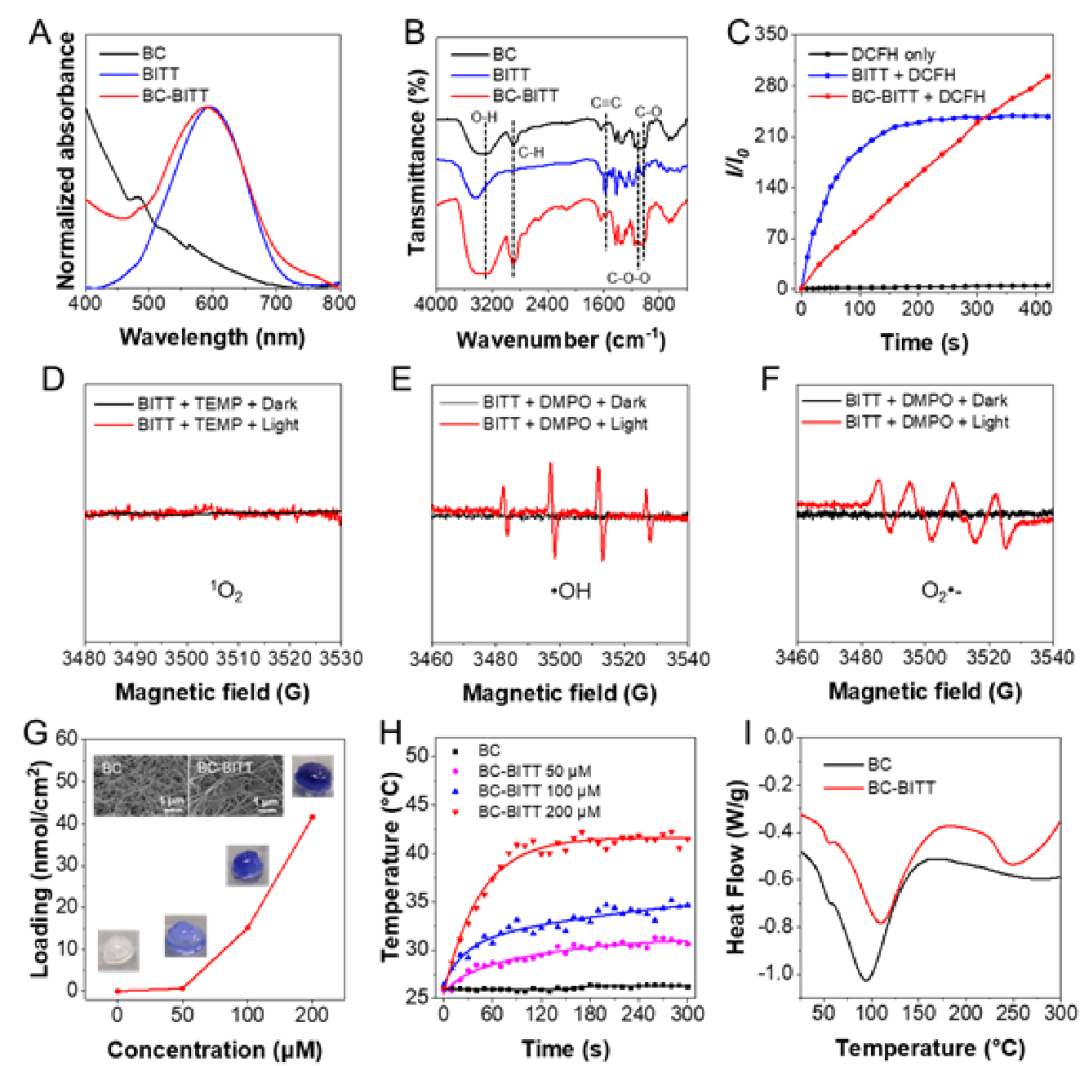 A
BC
BITT
BC-BITT
Normalized absorbance
400 500 600 700 800
Wavelength (nm)
B
BC
BITT
BC-BITT
O-H
C-H
C=C
C-O
C-O-O
Tansmittance (%)
4000 3200 2400 1600 800
Wavenumber (cm-1)
C
DCFH only
BITT + DCFH
BC-BITT + DCFH
I/I0
350
280
210
140
70
0
0 100 200 300 400
Time (s)
D
BITT + TEMP + Dark
BITT + TEMP + Light
1O2
3480 3490 3500 3510 3520 3530
Magnetic field (G)
E
BITT + DMPO + Dark
BITT + DMPO + Light
•OH
3460 3480 3500 3520 3540
Magnetic field (G)
F
BITT + DMPO + Dark
BITT + DMPO + Light
O2•-
3460 3480 3500 3520 3540
Magnetic field (G)
G
Loading (nmol/cm2)
60
50
40
30
20
10
0
BC
BC-BITT
1 μm
1 μm
0 50 100 200
Concentration (μM)
H
BC
BC-BITT 50 μM
BC-BITT 100 μM
BC-BITT 200 μM
Temperature (°C)
50
45
40
35
30
25
0 60 120 180 240 300
Time (s)
I
BC
BC-BITT
Heat Flow (W/g)
0.0
-0.2
-0.4
-0.6
-0.8
-1.0
50 100 150 200 250 300
Temperature (°C)